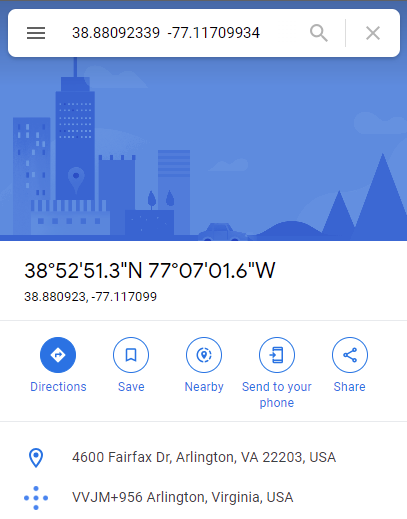 38.88092339 -77.11709934
38°52'51.3"N 77°07'01.6"W
38.880923, -77.117099
Directions
Save
Nearby
Send to your
phone
Share
4600 Fairfax Dr, Arlington, VA 22203, USA
VVJM+956 Arlington, Virginia, USA